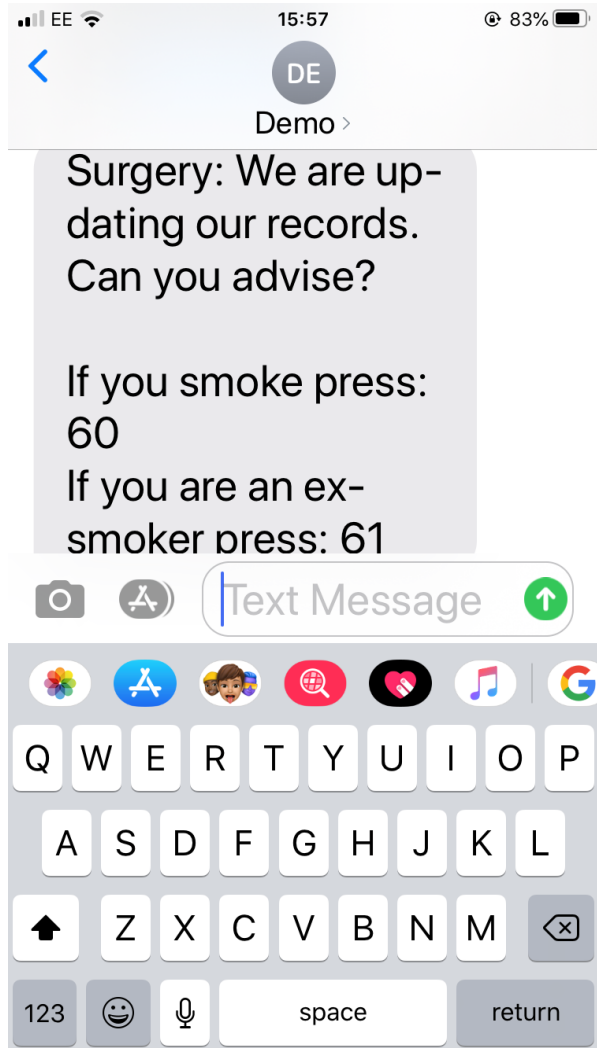 EE 15:57 83%
DE
Demo
Surgery: We are up-
dating our records.
Can you advise?
If you smoke press:
60
If you are an ex-
smoker press: 61
Text Message
G
Q W E R T Y U I O P
A S D F G H J K L
Z X C V B N M
123 space return